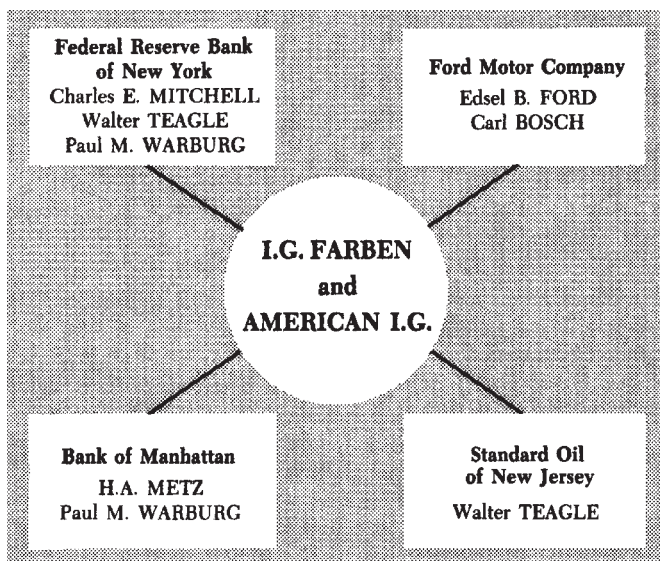 Federal Reserve Bank
of New York
Charles E. MITCHELL
Walter TEAGLE
Paul M. WARBURG
Ford Motor Company
Edsel B. FORD
Carl BOSCH
I.G. FARBEN
and
AMERICAN I.G.
Bank of Manhattan
H.A. METZ
Paul M. WARBURG
Standard Oil
of New Jersey
Walter TEAGLE